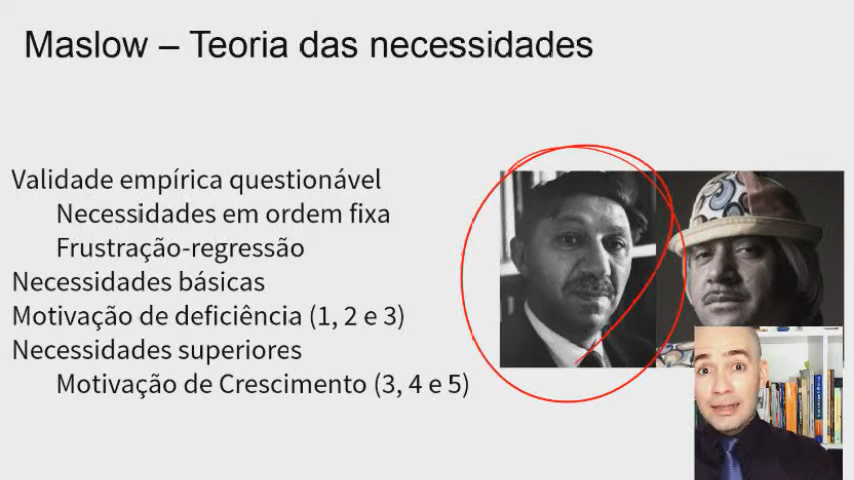 Maslow – Teoria das necessidades
Validade empírica questionável
Necessidades em ordem fixa
Frustração-regressão
Necessidades básicas
Motivação de deficiência (1, 2 e 3)
Necessidades superiores
Motivação de Crescimento (3, 4 e 5)